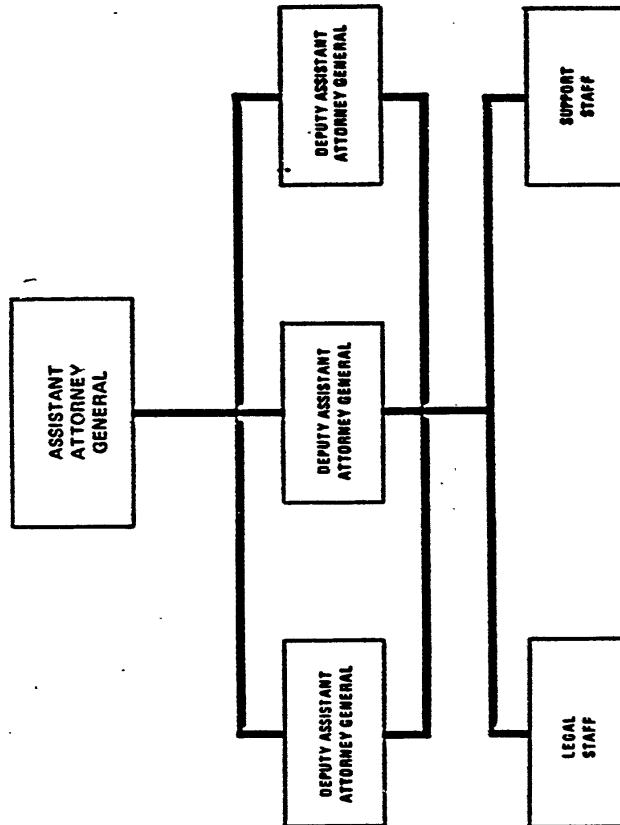 ASSISTANT
ATTORNEY
GENERAL
DEPUTY ASSISTANT
ATTORNEY GENERAL
DEPUTY ASSISTANT
ATTORNEY GENERAL
DEPUTY ASSISTANT
ATTORNEY GENERAL
LEGAL
STAFF
SUPPORT
STAFF